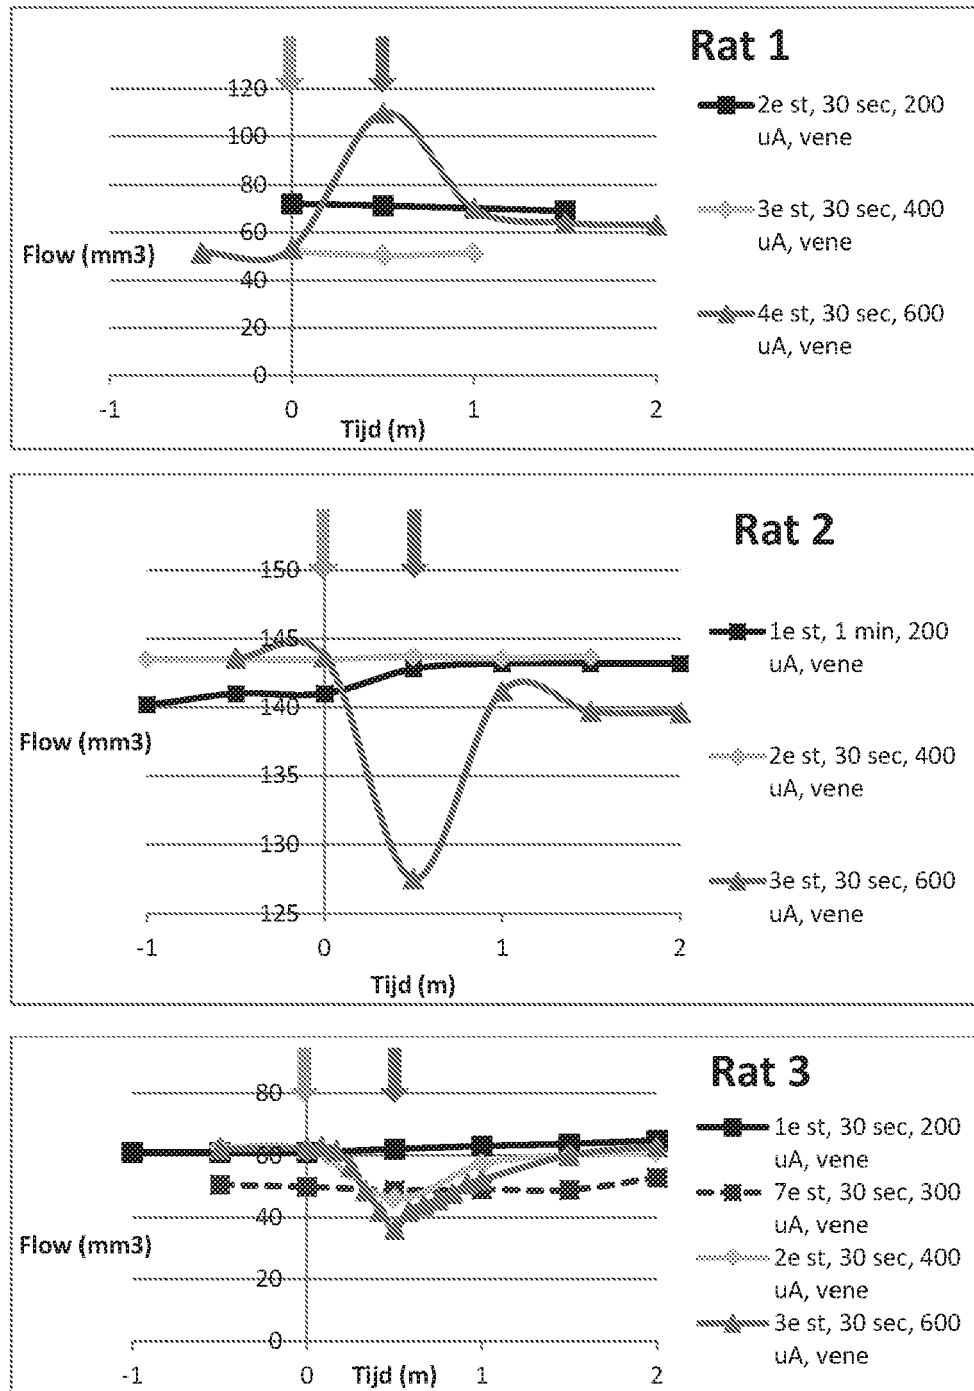 Rat 1
120
100
80
60
40
20
0
Flow (mm3)
-1
0
1
2
Tijd (m)
2e st, 30 sec, 200
uA, vene
3e st, 30 sec, 400
uA, vene
4e st, 30 sec, 600
uA, vene
Rat 2
150
145
140
135
130
125
Flow (mm3)
-1
0
1
2
Tijd (m)
1e st, 1 min, 200
uA, vene
2e st, 30 sec, 400
uA, vene
3e st, 30 sec, 600
uA, vene
Rat 3
80
60
40
20
0
Flow (mm3)
-1
0
1
2
Tijd (m)
1e st, 30 sec, 200
uA, vene
7e st, 30 sec, 300
uA, vene
2e st, 30 sec, 400
uA, vene
3e st, 30 sec, 600
uA, vene